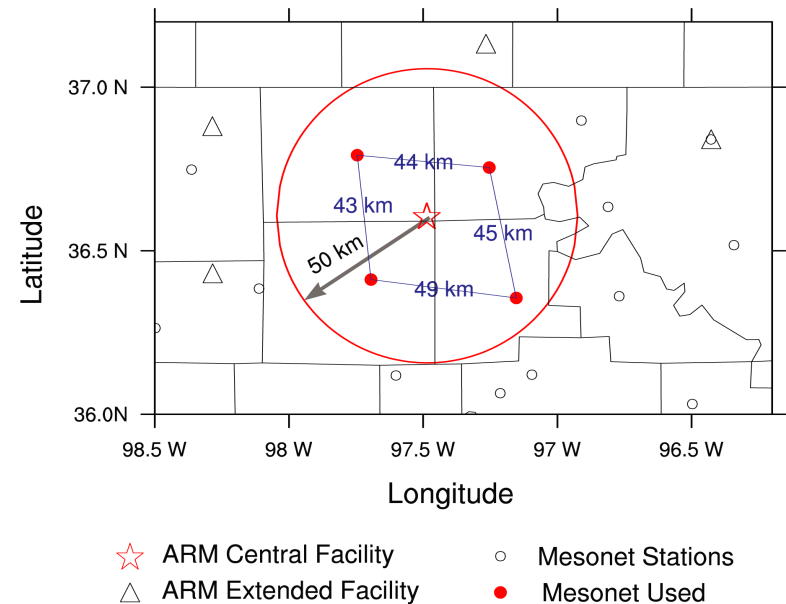 37.0 N
44 km
43 km
45 km
36.5 N
50 km
49 km
36.0N
98.5 W
98 W
97.5 W
97 W
96.5 W
Latitude
Longitude
ARM Central Facility
Mesonet Stations
ARM Extended Facility
Mesonet Used